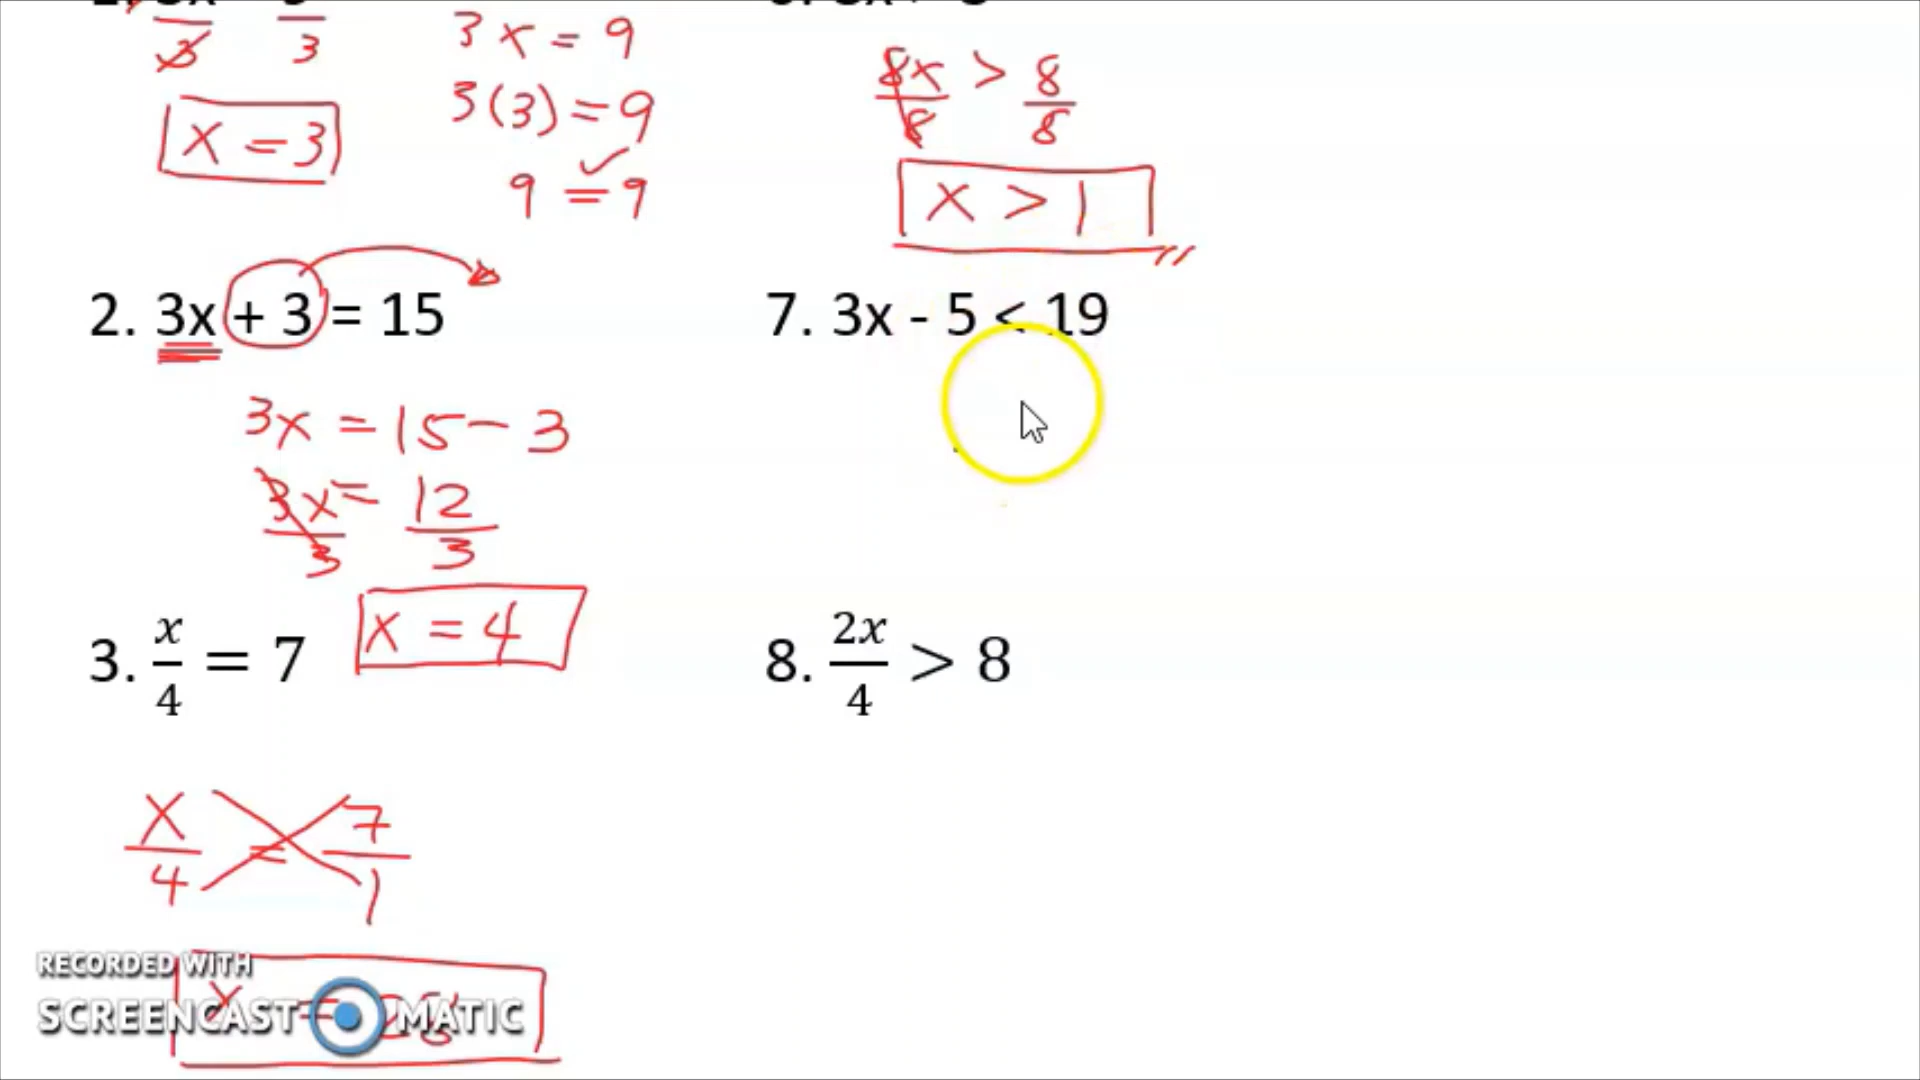 3
3
x = 3
3x = 9
3(3) = 9
9 = 9
2. 3x + 3 = 15
3x = 15 - 3
3x = 12
3 3
x = 4
3. x/4 = 7
x/4 = 7/1
RECORDED WITH
SCREENCAST MATIC
8x > 8
8 8
x > 1
7. 3x - 5 < 19
8. 2x/4 > 8